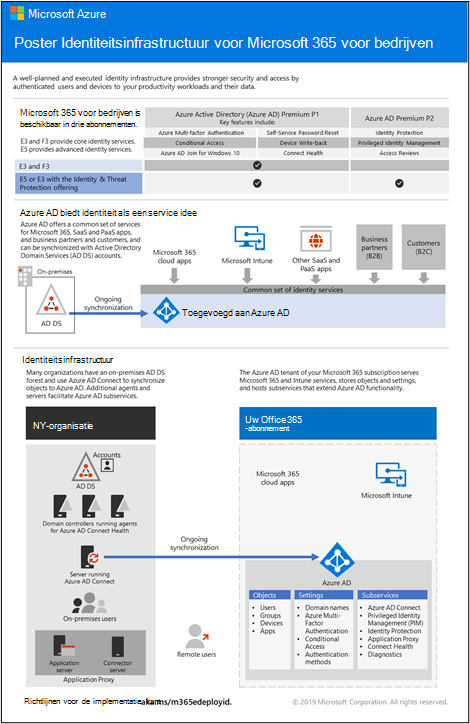 Microsoft Azure
Poster Identiteitsinfrastructuur voor Microsoft 365 voor bedrijven
A well-planned and executed identity infrastructure provides stronger security and access by
authenticated users and devices to your productivity workloads and their data.
Microsoft 365 voor bedrijven is
beschikbaar in drie abonnementen.
E3 and F3 provide core identity services.
E5 provides advanced identity services.
Azure Active Directory (Azure AD) Premium P1
Key features include:
Azure AD Premium P2
Azure Multi-factor Authentication
Self-Service Password Reset
Identity Protection
Conditional Access
Device Write-back
Privileged Identity Management
Azure AD Join for Windows 10
Connect Health
Access Reviews
E3 and F3
E5 or E3 with the Identity & Threat
Protection offering
Azure AD biedt identiteit als een service idee
Azure AD offers a common set of services
for Microsoft 365, SaaS and PaaS apps,
and business partners and customers, and
can be synchronized with Active Directory
Domain Services (AD DS) accounts.
Microsoft 365
cloud apps
Microsoft Intune
Other SaaS and
PaaS apps
Business
partners
(B2B)
Customers
(B2C)
Common set of identity services
On-premises
AD DS
Ongoing
synchronization
Toegevoegd aan Azure AD
Identiteitsinfrastructuur
Many organizations have an on-premises AD DS
forest and use Azure AD Connect to synchronize
objects to Azure AD. Additional agents and
servers facilitate Azure AD subservices.
The Azure AD tenant of your Microsoft 365 subscription serves
Microsoft 365 and Intune services, stores objects and settings,
and hosts subservices that extend Azure AD functionality.
NY-organisatie
Uw Office 365
-abonnement
Accounts
AD DS
Domain controllers running agents
for Azure AD Connect Health
Server running
Azure AD Connect
On-premises users
Application
server
Connector
server
Application Proxy
Ongoing
synchronization
Remote users
Microsoft 365
cloud apps
Microsoft Intune
Azure AD
Objects
• Users
• Groups
• Devices
• Apps
Settings
• Domain names
• Azure Multi-
Factor
Authentication
• Conditional
Access
• Authentication
methods
Subservices
• Azure AD Connect
• Privileged Identity
Management (PIM)
• Identity Protection
• Application Proxy
• Connect Health
• Diagnostics
Richtlijnen voor de implementatie
© 2019 Microsoft Corporation. All rights reserved.